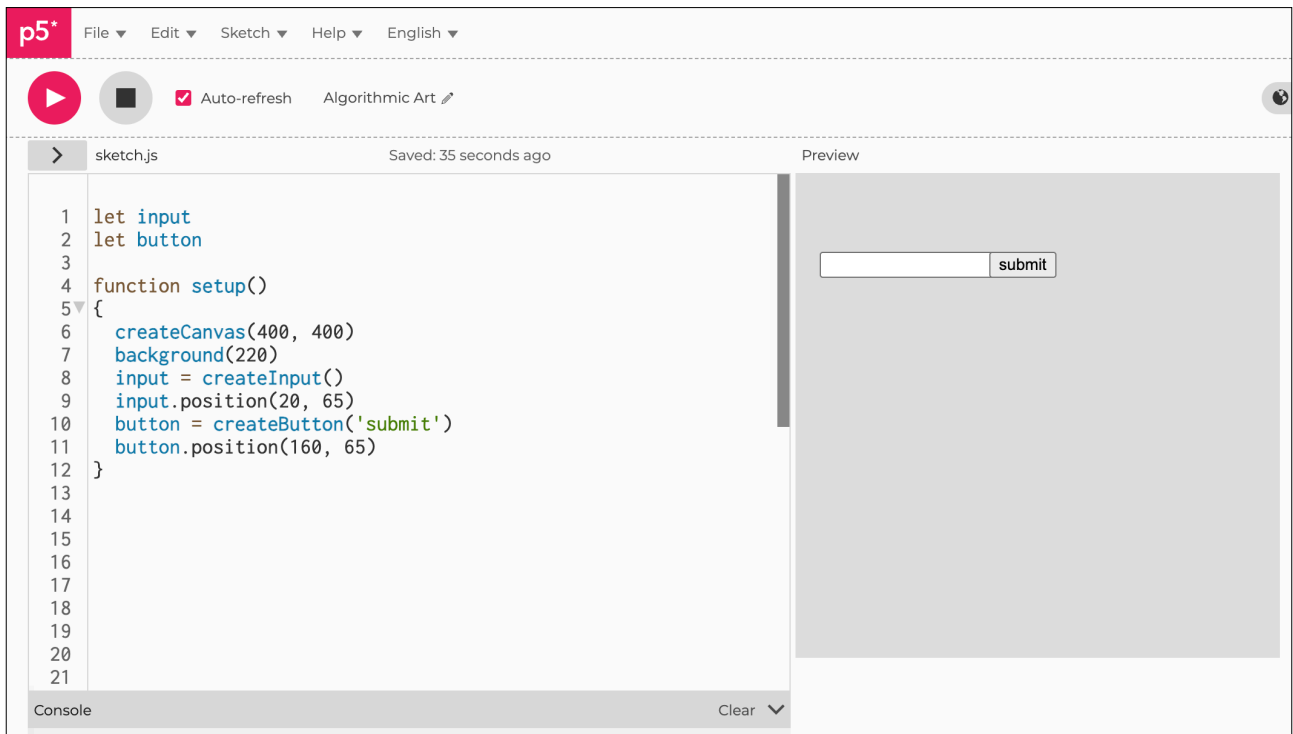 p5* File Edit Sketch Help English
Auto-refresh Algorithmic Art
sketch.js Saved: 35 seconds ago Preview
1 let input
2 let button
3
4 function setup()
5 {
6 createCanvas(400, 400)
7 background(220)
8 input = createInput()
9 input.position(20, 65)
10 button = createButton('submit')
11 button.position(160, 65)
12 }
13
14
15
16
17
18
19
20
21
submit
Console Clear